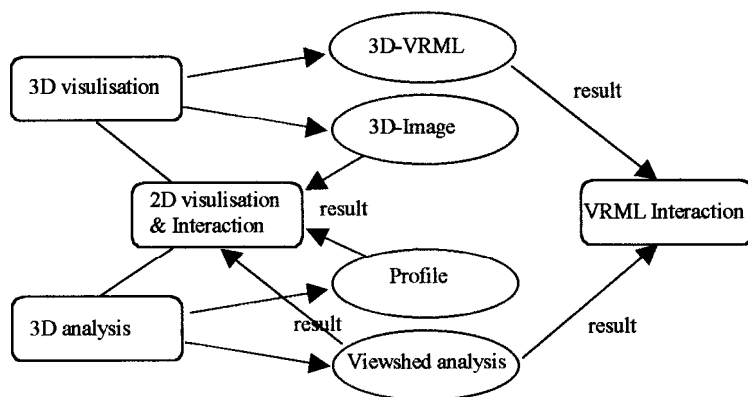 3D-VRML
3D visulisation
result
3D-Image
2D visulisation
& Interaction
result
VRML Interaction
Profile
3D analysis
result
result
Viewshed analysis